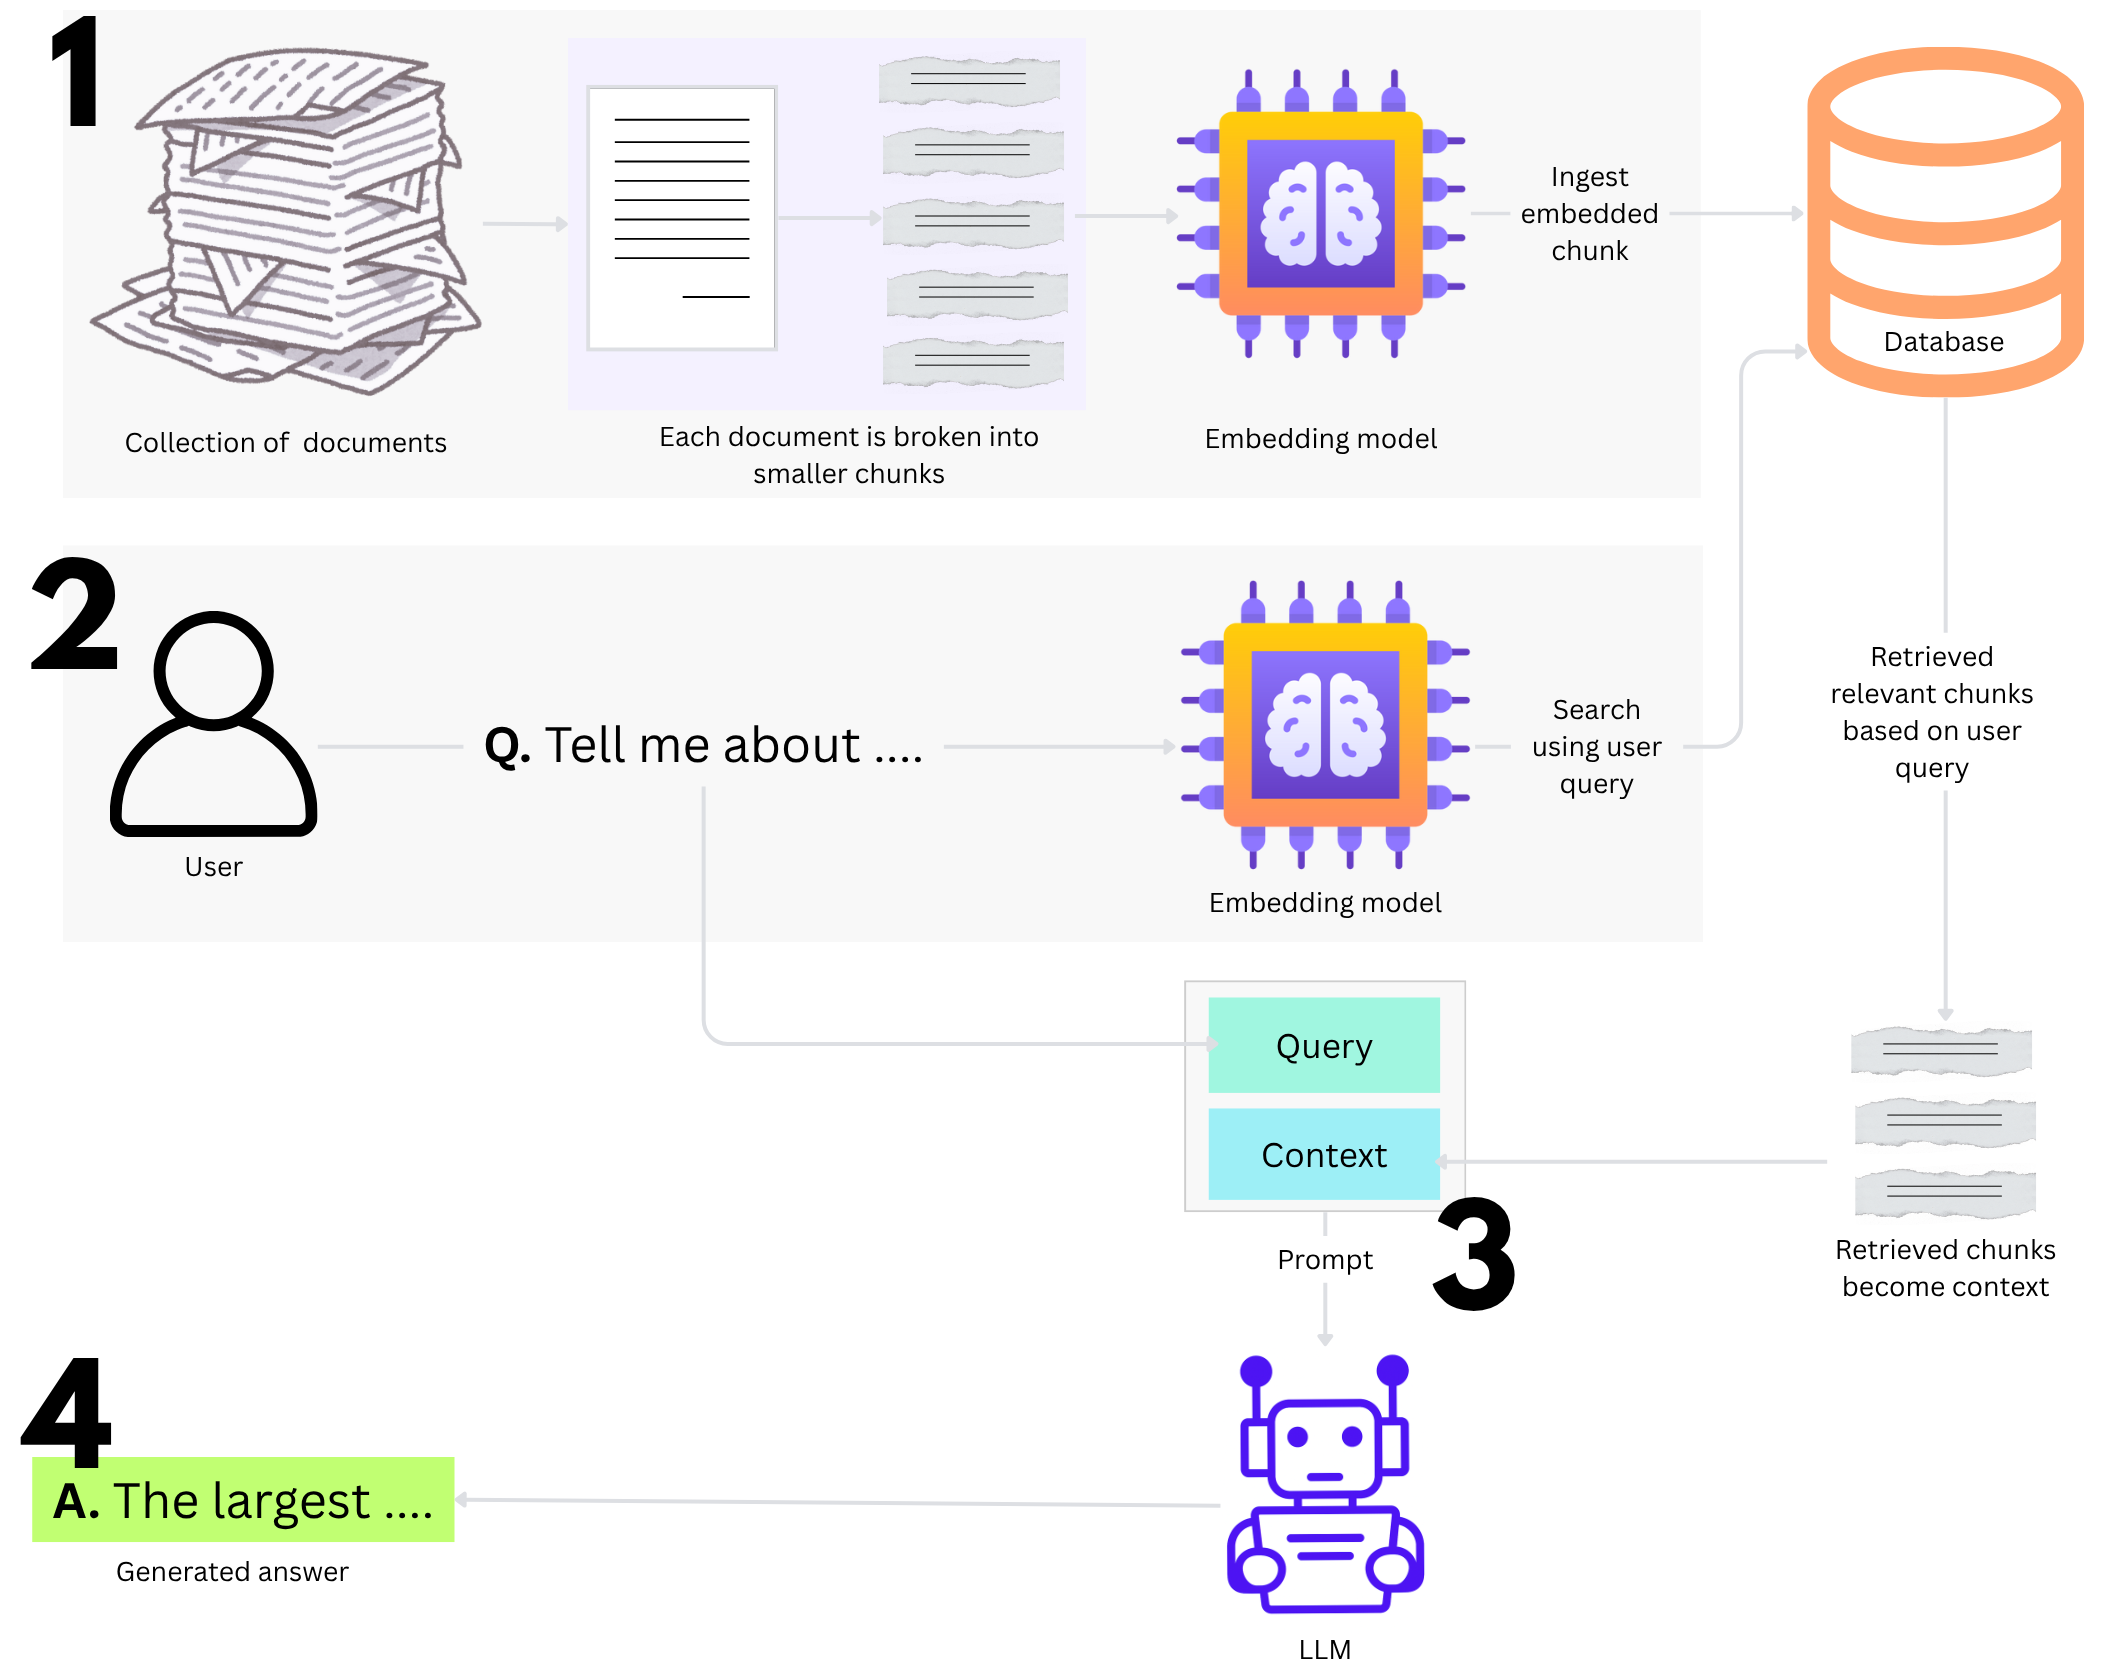 1
Collection of documents
Each document is broken into
smaller chunks
Embedding model
Ingest
embedded
chunk
Database
2
User
Q. Tell me about ....
Embedding model
Search
using user
query
Retrieved
relevant chunks
based on user
query
Query
Context
3
Retrieved chunks
become context
Prompt
LLM
4
A. The largest ....
Generated answer